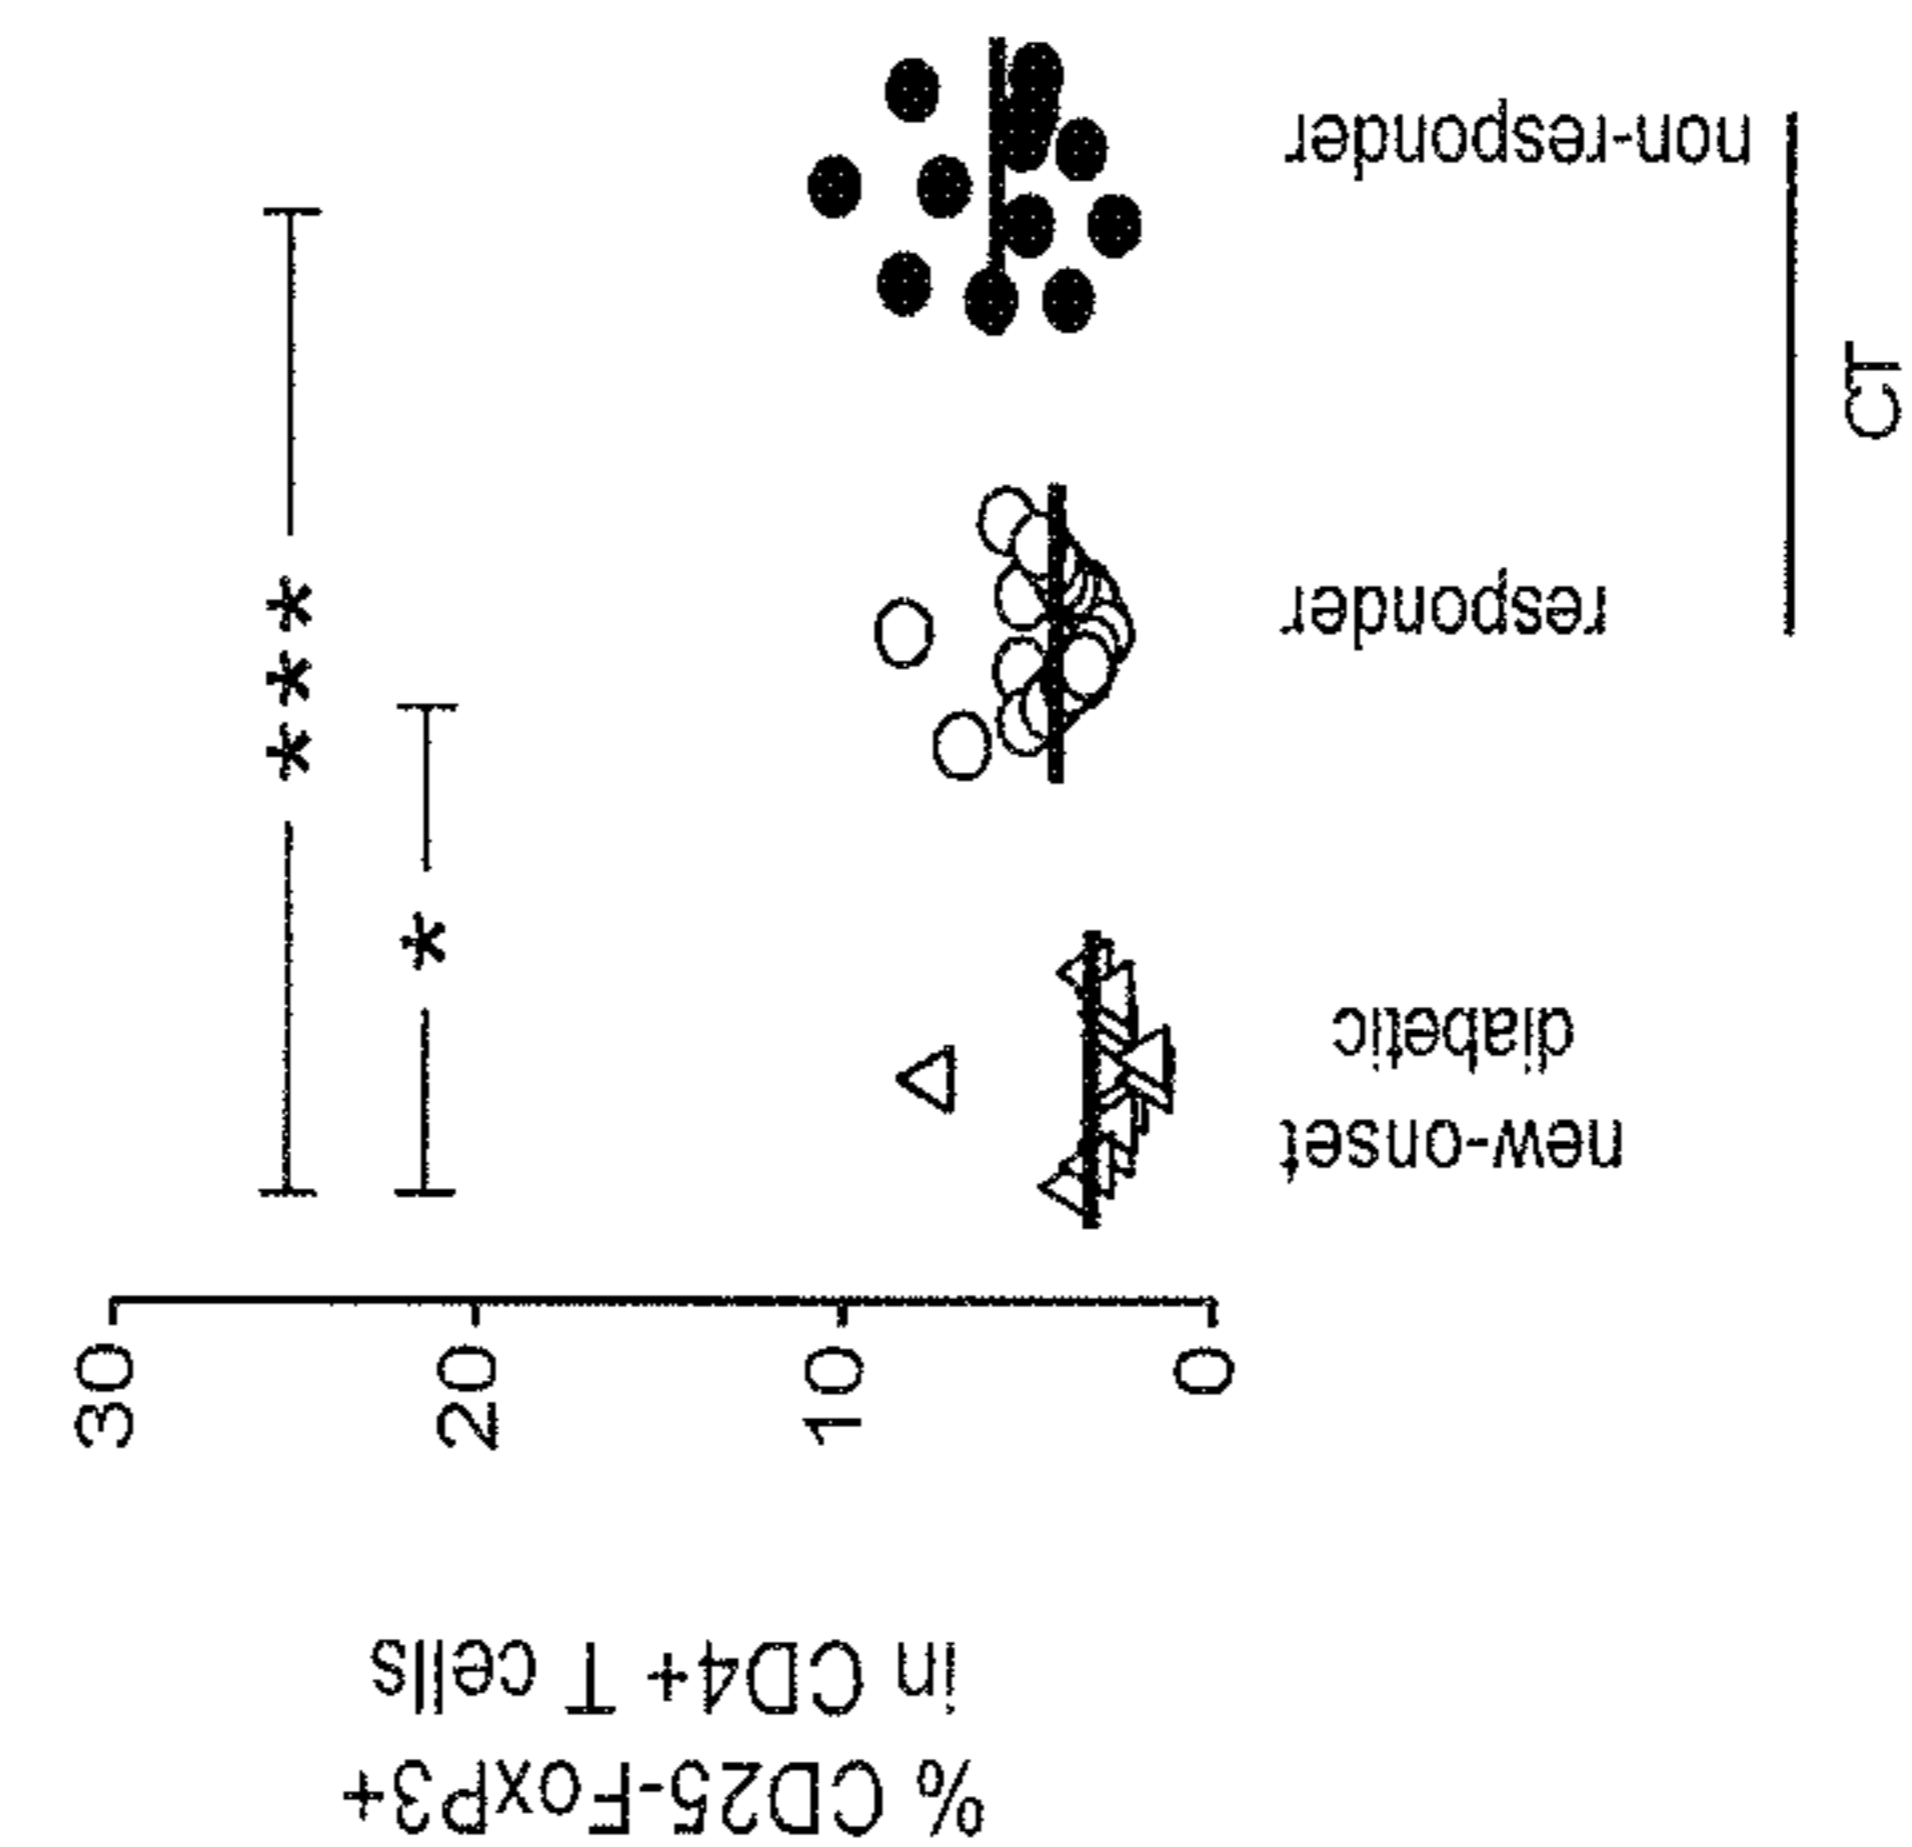 % CD25-FoxP3+
in CD4+ T cells
30
20
10
0
***
*
new-onset
diabetic
responder
non-responder
CT